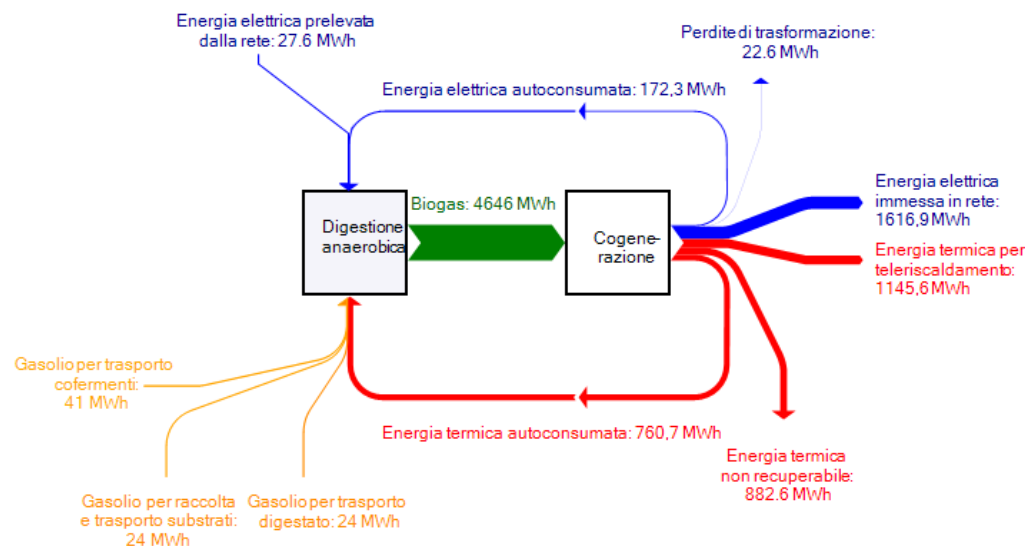 Energia elettrica prelevata
dalla rete: 27.6 MWh
Perdite di trasformazione:
22.6 MWh
Energia elettrica autoconsumata: 172,3 MWh
Energia elettrica
immessa in rete:
1616,9 MWh
Biogas: 4646 MWh
Digestione
anaerobica
Cogene-
razione
Energia termica per
teleriscaldamento:
1145,6 MWh
Gasolio per trasporto
cofermenti:
41 MWh
Energia termica autoconsumata: 760,7 MWh
Energia termica
non recuperabile:
882.6 MWh
Gasolio per raccolta
e trasporto substrati:
24 MWh
Gasolio per trasporto
digestato: 24 MWh